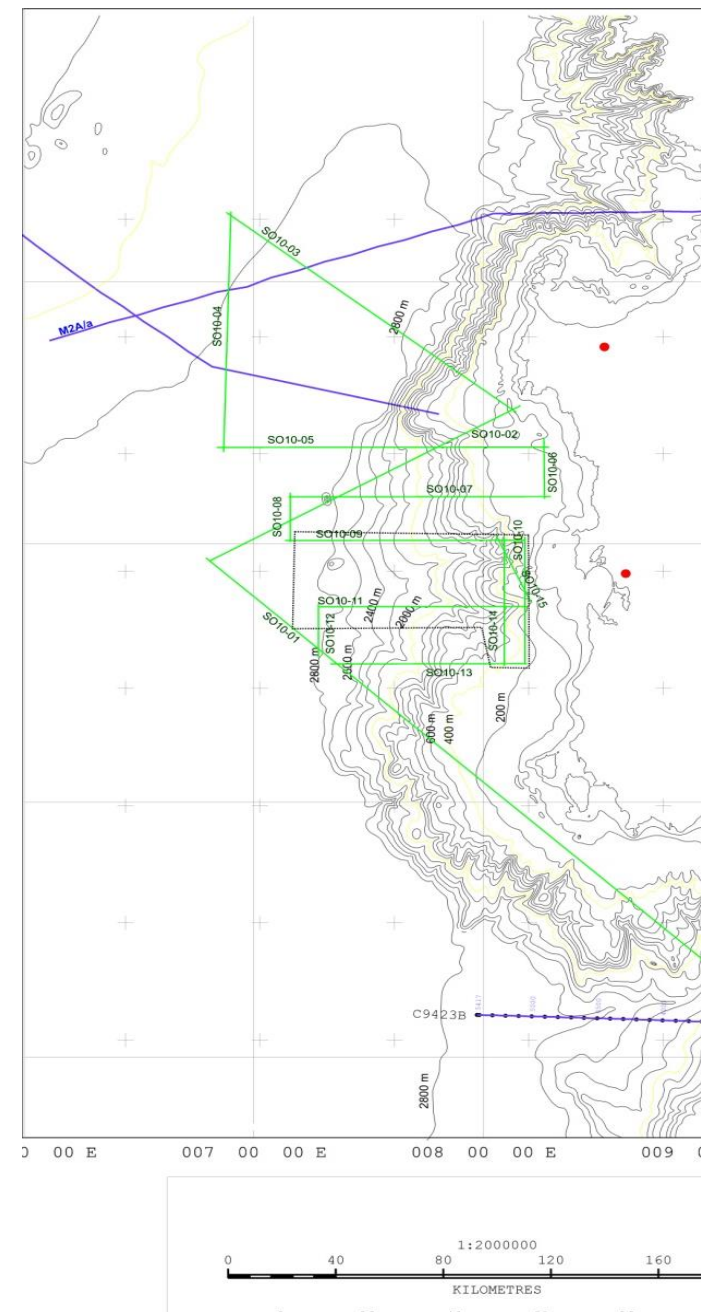 SO10-03
2800 m
SO10-04
M2A/a
SO10-05
SO10-02
SO10-06
SO10-07
SO10-08
SO10-09
SO10-10
SO10-15
2400 m
2000 m
SO10-11
SO10-12
SO10-14
SO10-01
2800 m
SO10-13
200 m
600 m
400 m
C9423B
2800 m
00 E
007 00 00 E
008 00 00 E
009
1:2000000
0 40 80 120 160
KILOMETRES